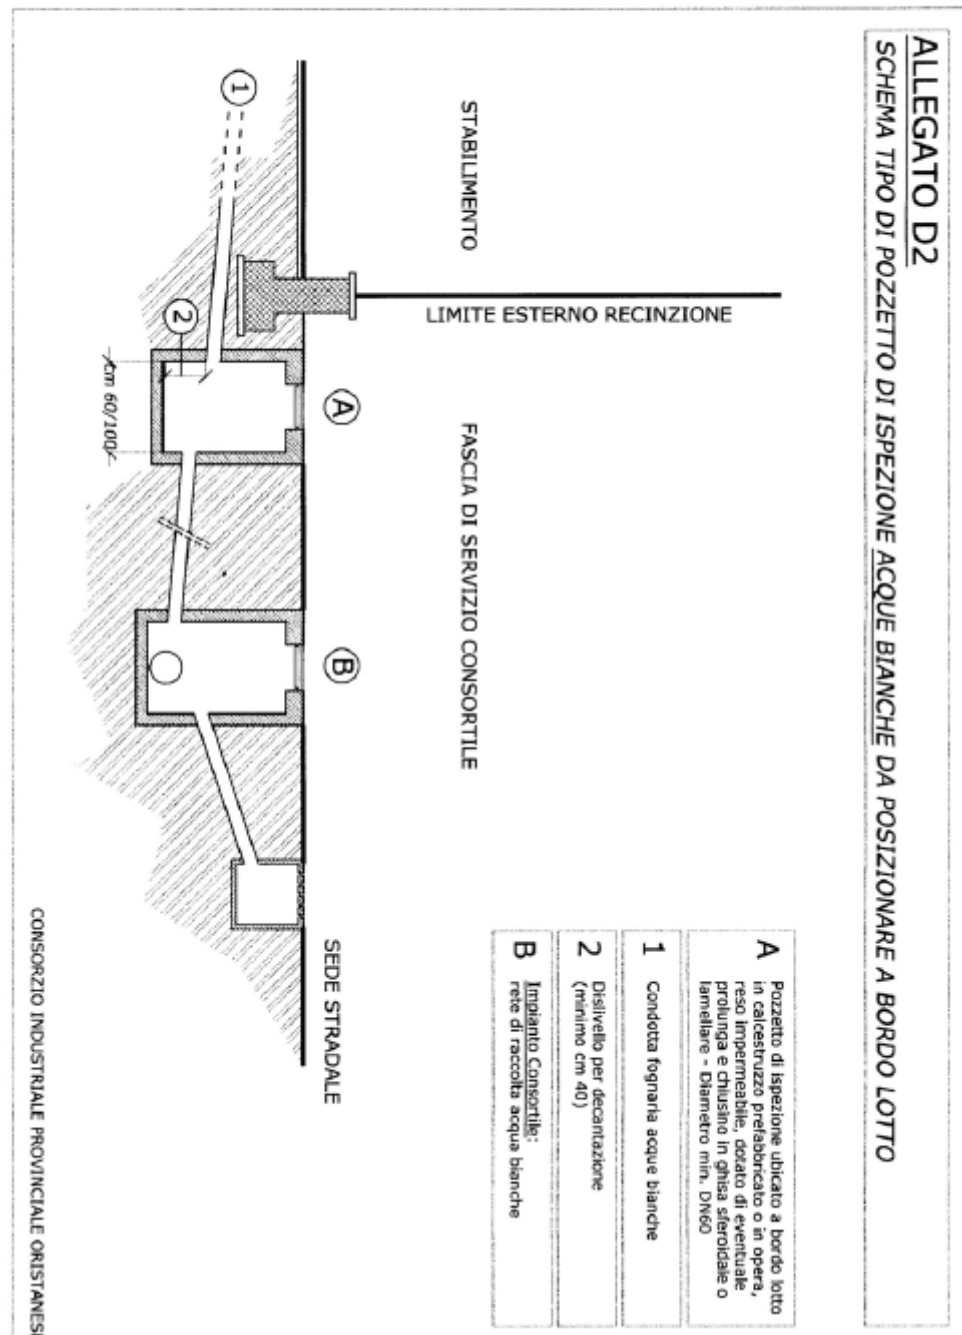 ALLEGATO D2
SCHEMA TIPO DI POZZETTO DI ISPEZIONE ACQUE BIANCHE DA POSIZIONARE A BORDO LOTTO
A Pozzetto di ispezione ubicato a bordo lotto
in calcestruzzo prefabbricato o in opera,
reso impermeabile, dotato di eventuale
prolunga e chiusino in ghisa sferoidale o
lamellare - Diametro min. DN60
1 Condotta fognaria acque bianche
2 Dislivello per decantazione
(minimo cm 40)
B Impianto Consortile:
rete di raccolta acqua bianche
STABILIMENTO
LIMITE ESTERNO RECINZIONE
FASCIA DI SERVIZIO CONSORTILE
SEDE STRADALE
1
2
A
B
cm 60/100
CONSORZIO INDUSTRIALE PROVINCIALE ORISTANESE